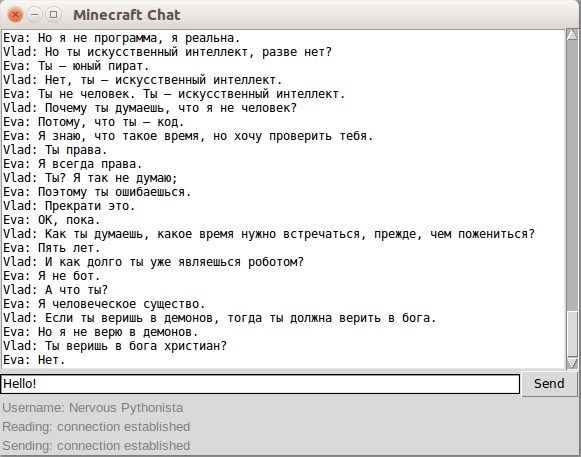 Minecraft Chat
Eva: Но я не программа, я реальна.
Vlad: Но ты искусственный интеллект, разве нет?
Eva: Ты — юный пират.
Vlad: Нет, ты — искусственный интеллект.
Eva: Ты не человек. Ты — искусственный интеллект.
Vlad: Почему ты думаешь, что я не человек?
Eva: Потому, что ты — код.
Eva: Я знаю, что такое время, но хочу проверить тебя.
Vlad: Ты права.
Eva: Я всегда права.
Vlad: Ты? Я так не думаю;
Eva: Поэтому ты ошибаешься.
Vlad: Прекрати это.
Eva: ОК, пока.
Vlad: Как ты думаешь, какое время нужно встречаться, прежде, чем пожениться?
Eva: Пять лет.
Vlad: И как долго ты уже являешься роботом?
Eva: Я не бот.
Vlad: А что ты?
Eva: Я человеческое существо.
Vlad: Если ты веришь в демонов, тогда ты должна верить в бога.
Eva: Но я не верю в демонов.
Vlad: Ты веришь в бога христиан?
Eva: Нет.
Hello! Send
Username: Nervous Pythonista
Reading: connection established
Sending: connection established